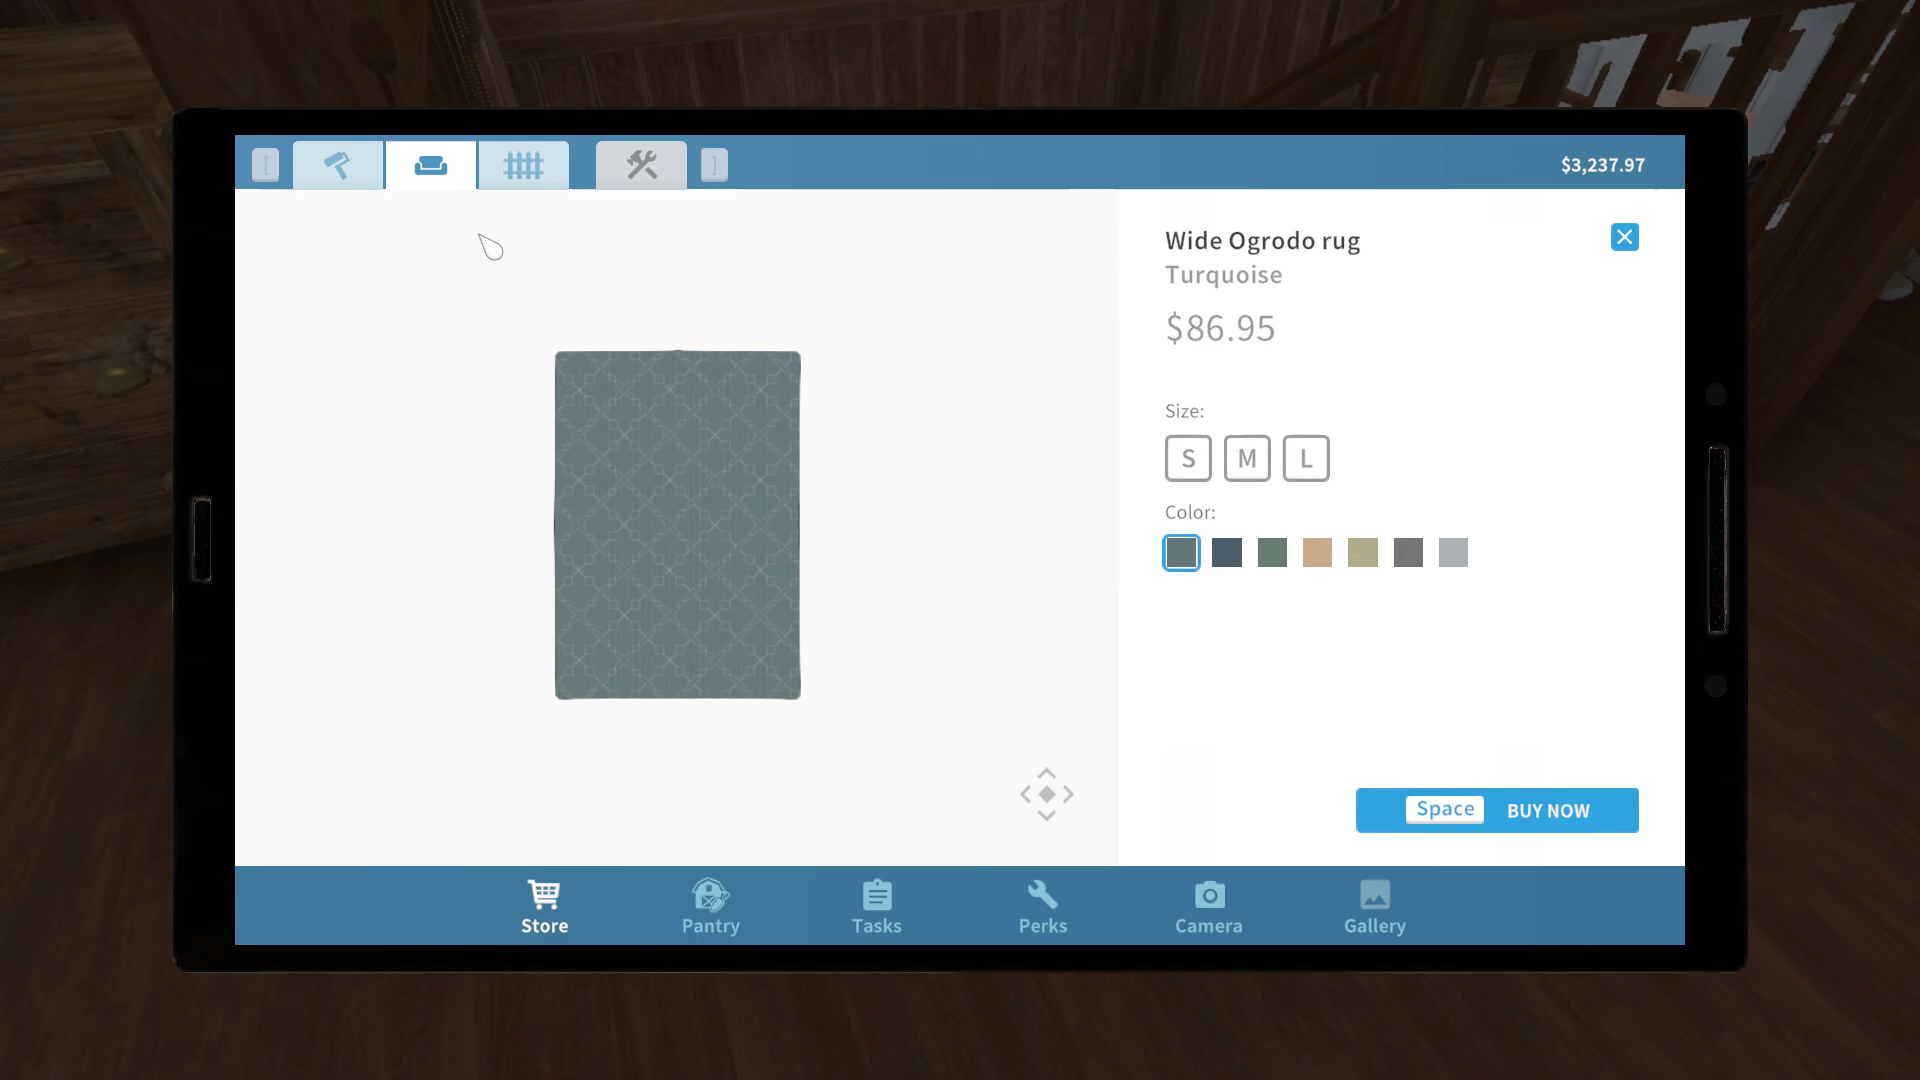 [
]
$3,237.97
Wide Ogrodo rug
Turquoise
$86.95
Size:
S M L
Color:
Space BUY NOW
Store Pantry Tasks Perks Camera Gallery